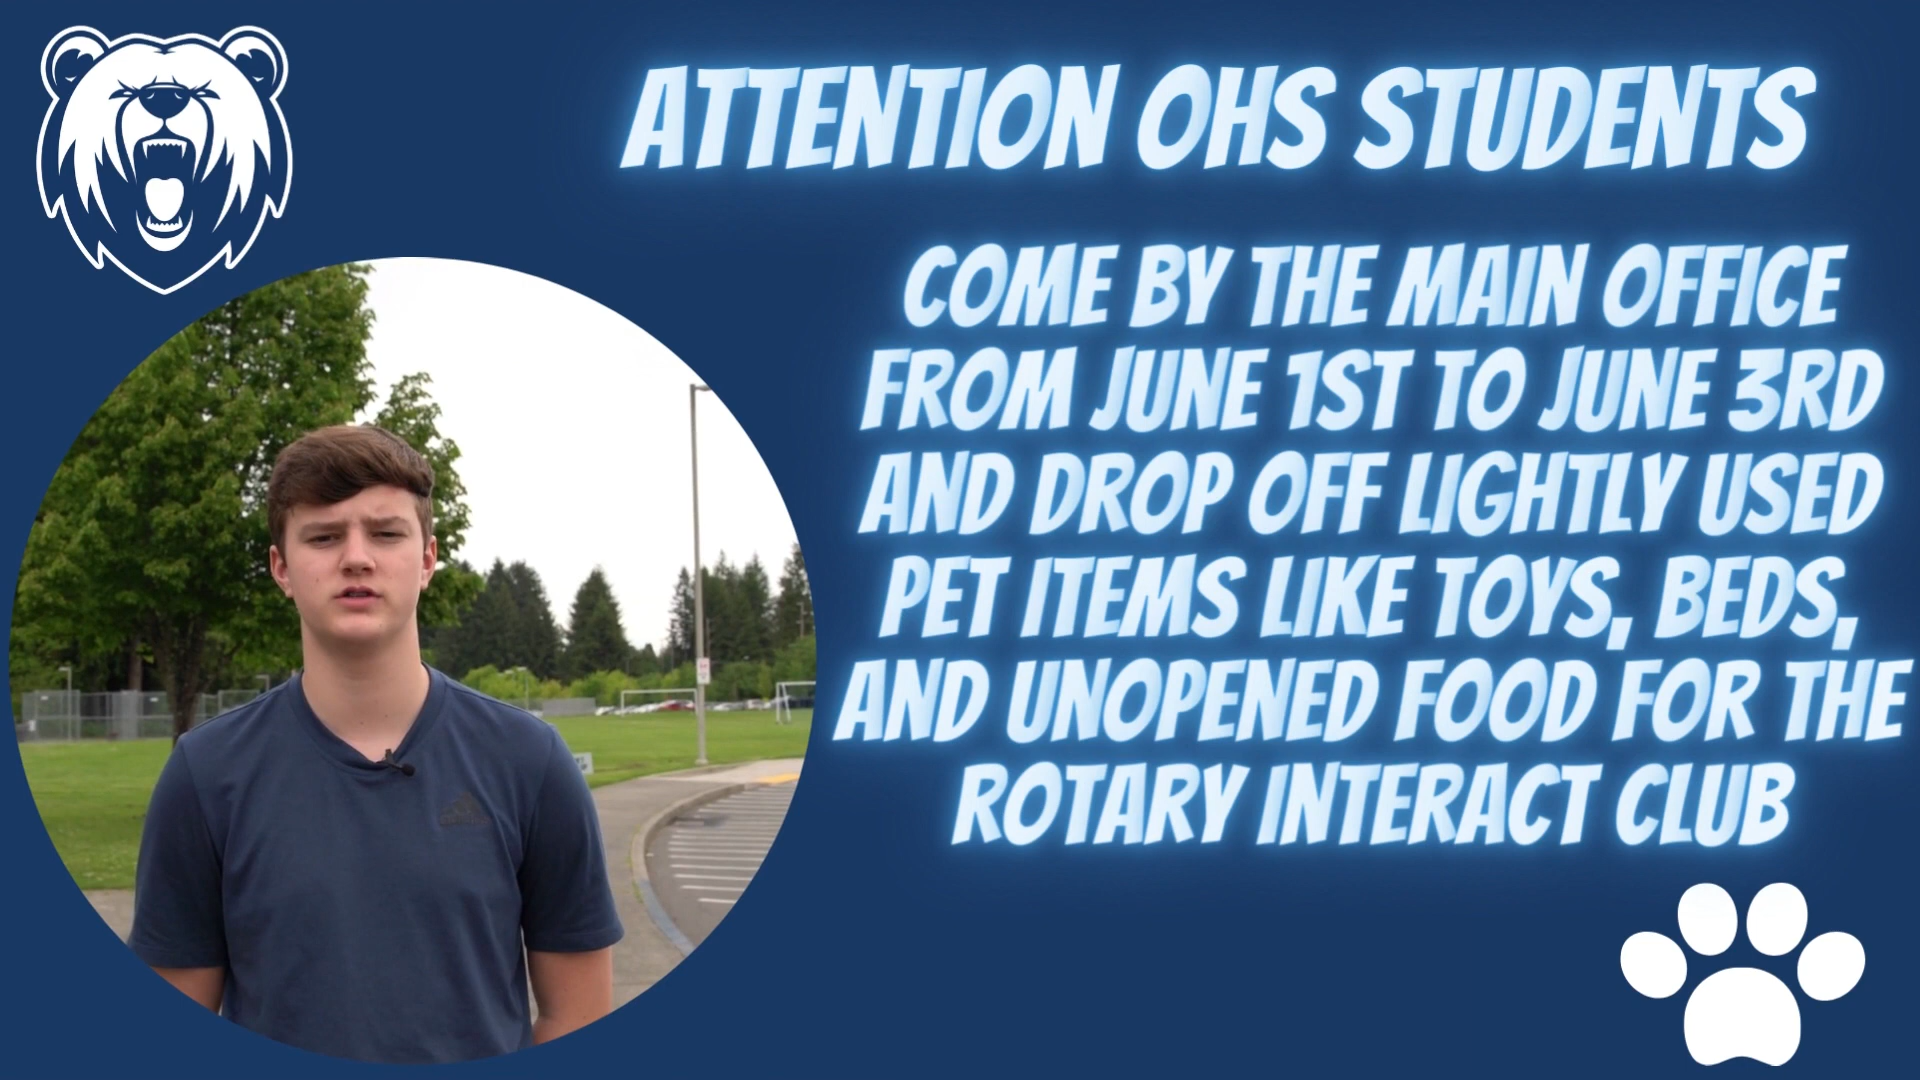 ATTENTION OHS STUDENTS
COME BY THE MAIN OFFICE
FROM JUNE 1ST TO JUNE 3RD
AND DROP OFF LIGHTLY USED
PET ITEMS LIKE TOYS, BEDS,
AND UNOPENED FOOD FOR THE
ROTARY INTERACT CLUB